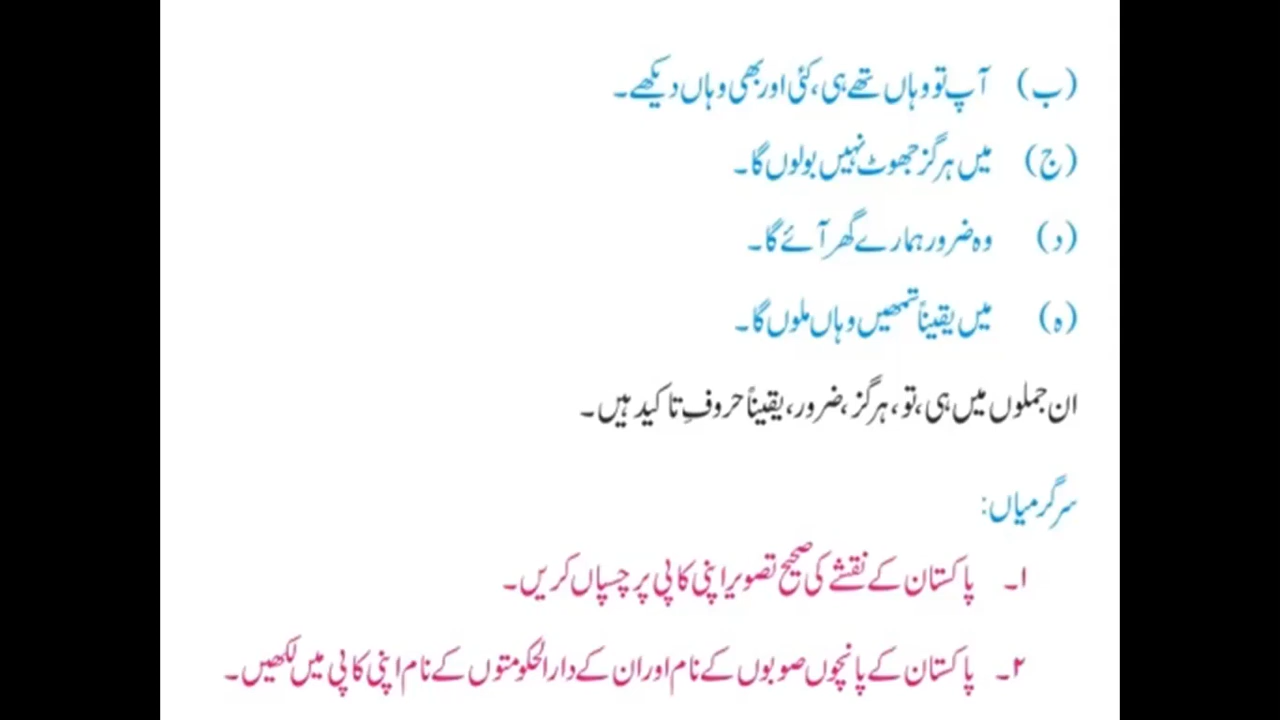 (ب) آپ تو وہاں تھے ہی، کئی اور بھی وہاں دیکھے۔
(ج) میں ہرگز جھوٹ نہیں بولوں گا۔
(د) وہ ضرور ہمارے گھر آئے گا۔
(ہ) میں یقیناً تمھیں وہاں ملوں گا۔
ان جملوں میں ہی، تو، ہرگز، ضرور، یقیناً حروفِ تاکید ہیں۔
سرگرمیاں:
۱۔ پاکستان کے نقشے کی صحیح تصویر اپنی کاپی پر چسپاں کریں۔
۲۔ پاکستان کے پانچوں صوبوں کے نام اور ان کے دارالحکومتوں کے نام اپنی کاپی میں لکھیں۔